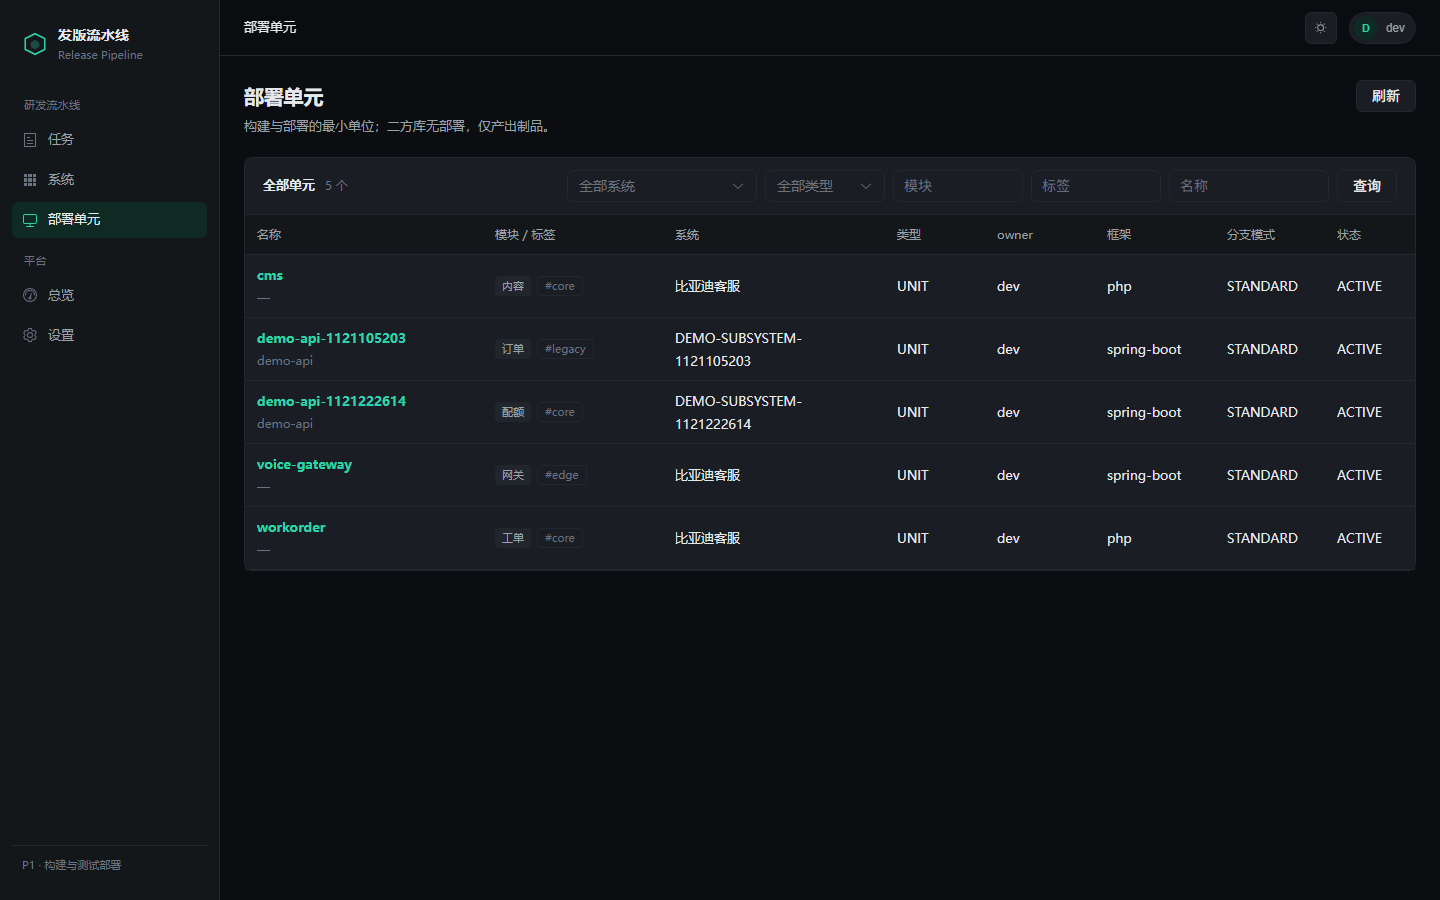 发版流水线
Release Pipeline
研发流水线
任务
系统
部署单元
平台
总览
设置
P1 · 构建与测试部署
部署单元
D dev
部署单元
刷新
构建与部署的最小单位；二方库无部署，仅产出制品。
全部单元 5 个 全部系统 全部类型 模块 标签 名称 查询
名称 模块 / 标签 系统 类型 owner 框架 分支模式 状态
cms
—
内容 #core 比亚迪客服 UNIT dev php STANDARD ACTIVE
demo-api-1121105203
demo-api
订单 #legacy
DEMO-SUBSYSTEM-
1121105203
UNIT dev spring-boot STANDARD ACTIVE
demo-api-1121222614
demo-api
配额 #core
DEMO-SUBSYSTEM-
1121222614
UNIT dev spring-boot STANDARD ACTIVE
voice-gateway
—
网关 #edge 比亚迪客服 UNIT dev spring-boot STANDARD ACTIVE
workorder
—
工单 #core 比亚迪客服 UNIT dev php STANDARD ACTIVE